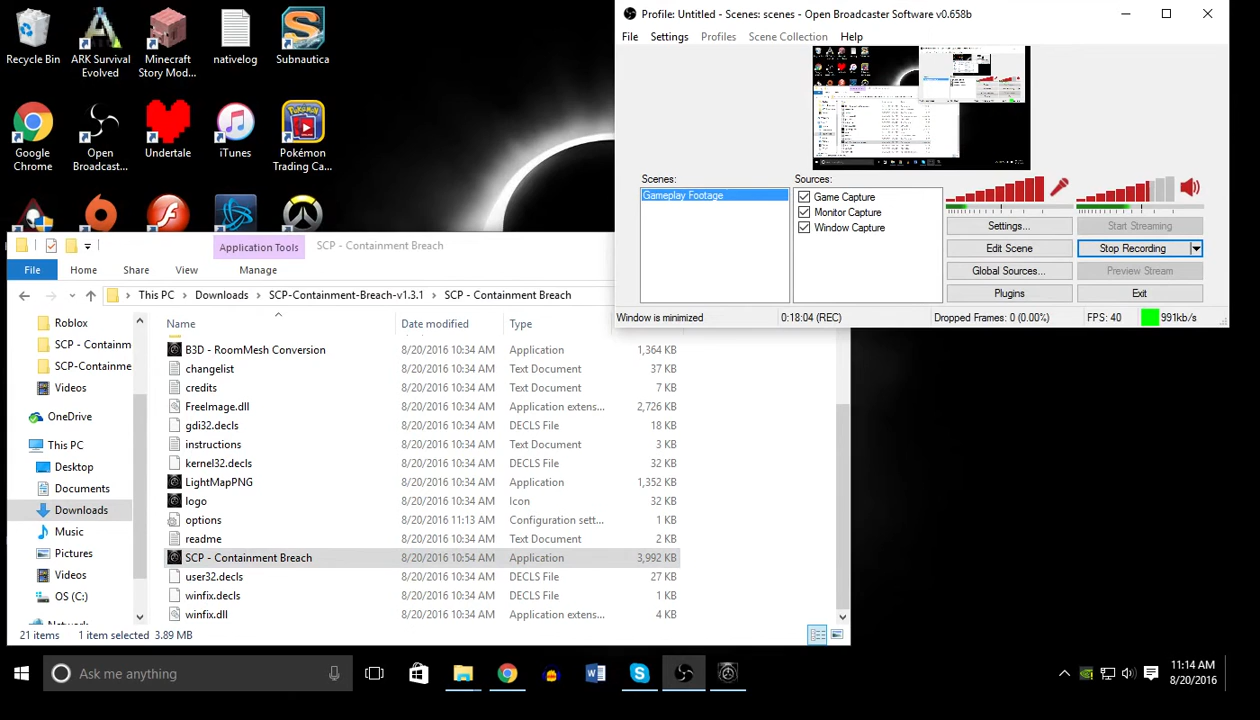 Recycle Bin
ARK Survival
Evolved
Minecraft
Story Mod...
nativelog
Subnautica
Google
Chrome
Open
Broadcast...
Undertale
iTunes
Pokémon
Trading Ca...
Profile: Untitled - Scenes: scenes - Open Broadcaster Software v0.658b
File Settings Profiles Scene Collection Help
Scenes:
Gameplay Footage
Sources:
Game Capture
Monitor Capture
Window Capture
Settings...
Start Streaming
Edit Scene
Stop Recording
Global Sources...
Preview Stream
Plugins
Exit
Window is minimized 0:18:04 (REC) Dropped Frames: 0 (0.00%) FPS: 40 991kb/s
Application Tools SCP - Containment Breach
File Home Share View Manage
This PC Downloads SCP-Containment-Breach-v1.3.1 SCP - Containment Breach
Roblox
SCP - Containm
SCP-Containme
Videos
OneDrive
This PC
Desktop
Documents
Downloads
Music
Pictures
Videos
OS (C:)
Name Date modified Type
B3D - RoomMesh Conversion 8/20/2016 10:34 AM Application 1,364 KB
changelist 8/20/2016 10:34 AM Text Document 37 KB
credits 8/20/2016 10:34 AM Text Document 7 KB
FreeImage.dll 8/20/2016 10:34 AM Application extens... 2,726 KB
gdi32.decls 8/20/2016 10:34 AM DECLS File 18 KB
instructions 8/20/2016 10:34 AM Text Document 3 KB
kernel32.decls 8/20/2016 10:34 AM DECLS File 32 KB
LightMapPNG 8/20/2016 10:34 AM Application 1,352 KB
logo 8/20/2016 10:34 AM Icon 32 KB
options 8/20/2016 11:13 AM Configuration sett... 1 KB
readme 8/20/2016 10:34 AM Text Document 2 KB
SCP - Containment Breach 8/20/2016 10:54 AM Application 3,992 KB
user32.decls 8/20/2016 10:34 AM DECLS File 27 KB
winfix.decls 8/20/2016 10:34 AM DECLS File 1 KB
winfix.dll 8/20/2016 10:34 AM Application extens... 4 KB
21 items 1 item selected 3.89 MB
Ask me anything
11:14 AM
8/20/2016